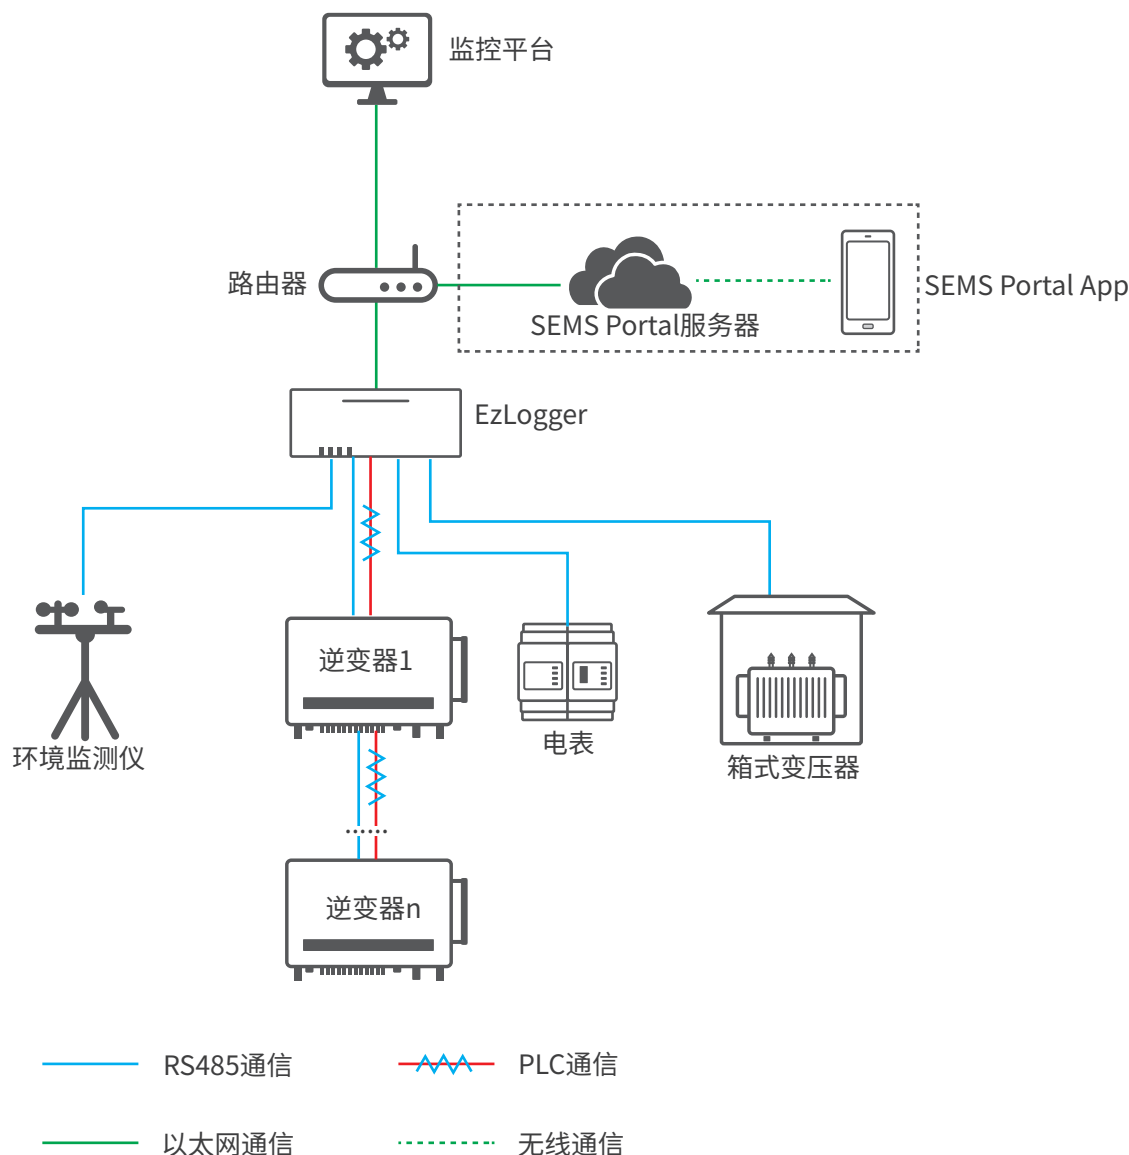 监控平台
路由器
SEMS Portal App
SEMS Portal服务器
EzLogger
逆变器1
电表
环境监测仪
箱式变压器
逆变器n
RS485通信
PLC通信
以太网通信
无线通信